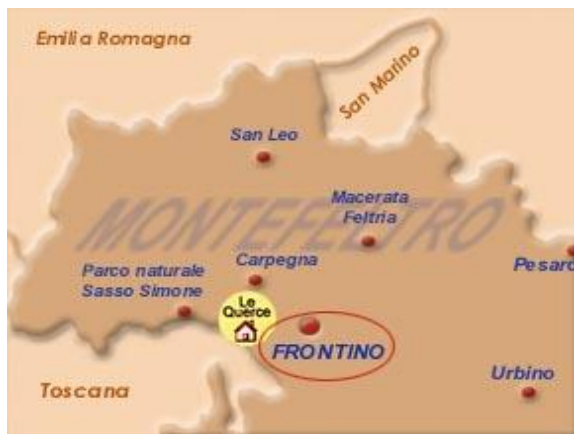 Emilia Romagna
San Marino
San Leo
MONTEFELTRO
Macerata
Feltria
Carpegna
Pesaro
Parco naturale
Sasso Simone
Le
Querce
FRONTINO
Toscana
Urbino